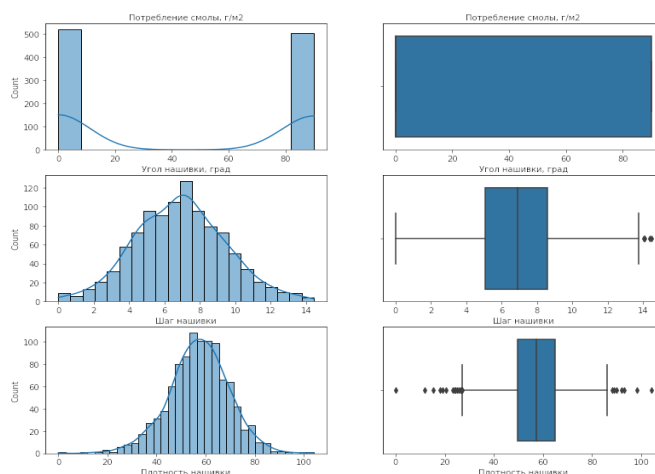 Потребление смолы, г/м2 Потребление смолы, г/м2
500
400
300
200
100
0
Count
0 20 40 60 80 0 20 40 60 80
Угол нашивки, град Угол нашивки, град
120
100
80
60
40
20
0
Count
0 2 4 6 8 10 12 14 0 2 4 6 8 10 12 14
Шаг нашивки Шаг нашивки
100
80
60
40
20
0
Count
0 20 40 60 80 100 0 20 40 60 80 100
Плотность нашивки Плотность нашивки